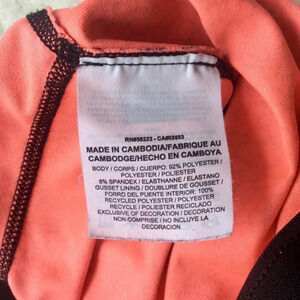 RN#56323 - CA#05553
MADE IN CAMBODIA/FABRIQUE AU
CAMBODGE/HECHO EN CAMBOYA
BODY / CORPS / CUERPO: 92% POLYESTER /
POLYESTER / POLIESTER
8% SPANDEX / ELASTHANNE / ELASTANO
GUSSET LINING / DOUBLURE DE GOUSSET /
FORRO DEL PUENTE INTERIOR: 100%
RECYCLED POLYESTER / POLYESTER
RECYCLÉ / POLIESTER RECICLADO
EXCLUSIVE OF DECORATION / DECORATION
NON COMPRISE / NO INCLUYE LA
DECORACION